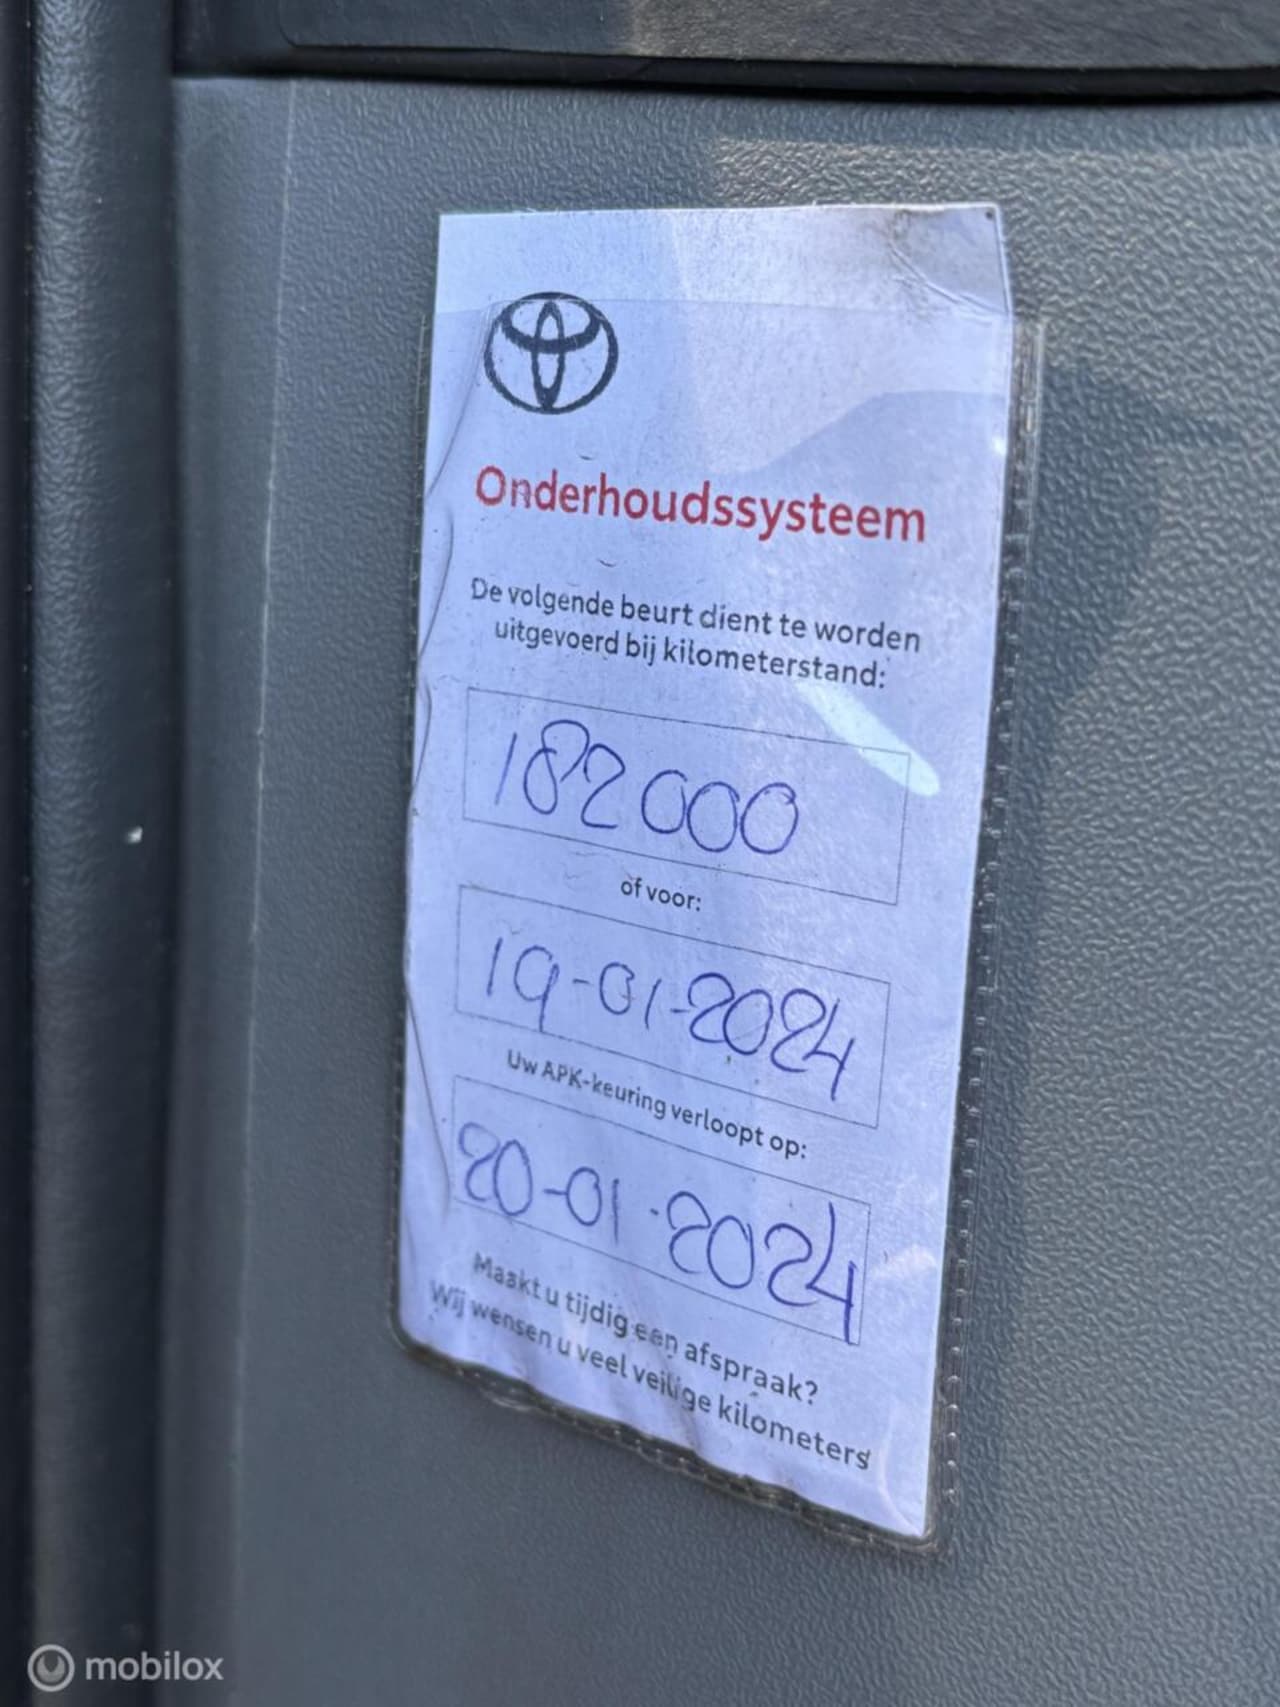 Onderhoudssysteem
De volgende beurt dient te worden
uitgevoerd bij kilometerstand:
182000
of voor:
19-01-2024
Uw APK-keuring verloopt op:
20-01-2024
Maakt u tijdig een afspraak?
Wij wensen u veel veilige kilometers
mobilox